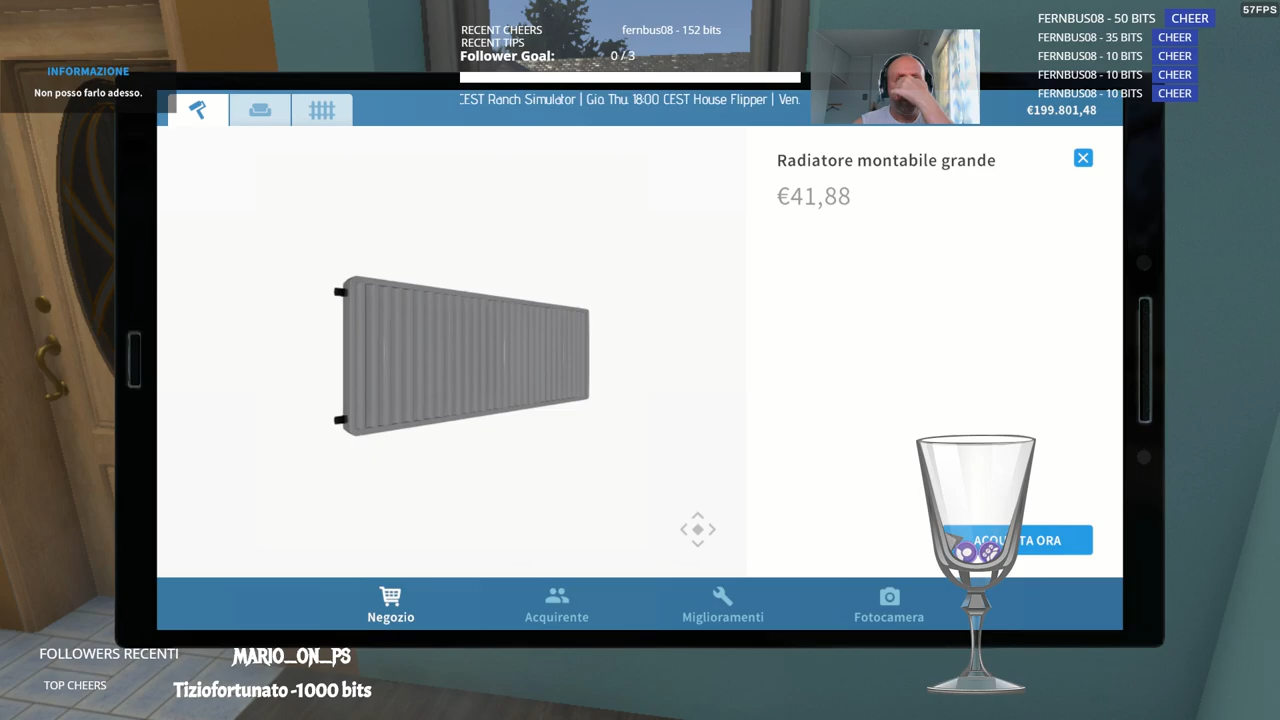 57FPS
FERNBUS08 - 50 BITS CHEER
FERNBUS08 - 35 BITS CHEER
FERNBUS08 - 10 BITS CHEER
FERNBUS08 - 10 BITS CHEER
FERNBUS08 - 10 BITS CHEER
RECENT CHEERS fernbus08 - 152 bits
RECENT TIPS
Follower Goal: 0 / 3
INFORMAZIONE
Non posso farlo adesso.
CEST Ranch Simulator | Gio Thu. 18:00 CEST House Flipper | Ven.
€199.801,48
Radiatore montabile grande
€41,88
ACQUISTA ORA
Negozio
Acquirente
Miglioramenti
Fotocamera
FOLLOWERS RECENTI MARIO_ON_PS
TOP CHEERS Tiziofortunato -1000 bits